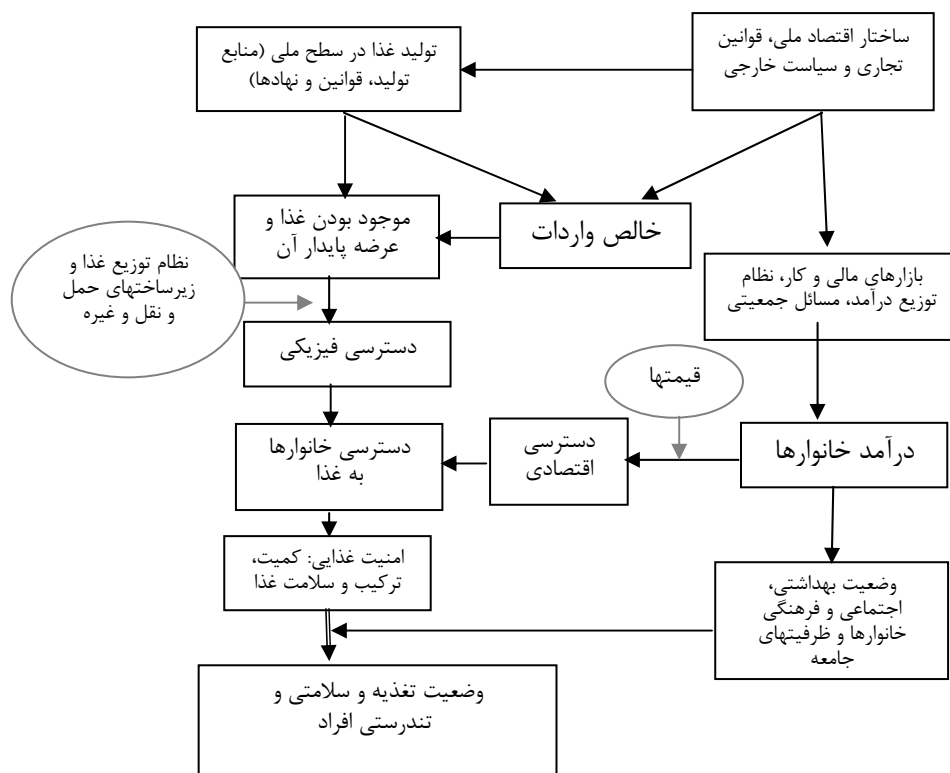 ساختار اقتصاد ملی، قوانین
تجاری و سیاست خارجی
تولید غذا در سطح ملی (منابع
تولید، قوانین و نهادها)
خالص واردات
موجود بودن غذا و
عرضه پایدار آن
نظام توزیع غذا و
زیرساختهای حمل
و نقل و غیره
بازارهای مالی و کار، نظام
توزیع درآمد، مسائل جمعیتی
دسترسی فیزیکی
قیمتها
درآمد خانوارها
دسترسی
اقتصادی
دسترسی خانوارها
به غذا
امنیت غذایی: کمیت،
ترکیب و سلامت غذا
وضعیت بهداشتی،
اجتماعی و فرهنگی
خانوارها و ظرفیتهای
جامعه
وضعیت تغذیه و سلامتی و
تندرستی افراد